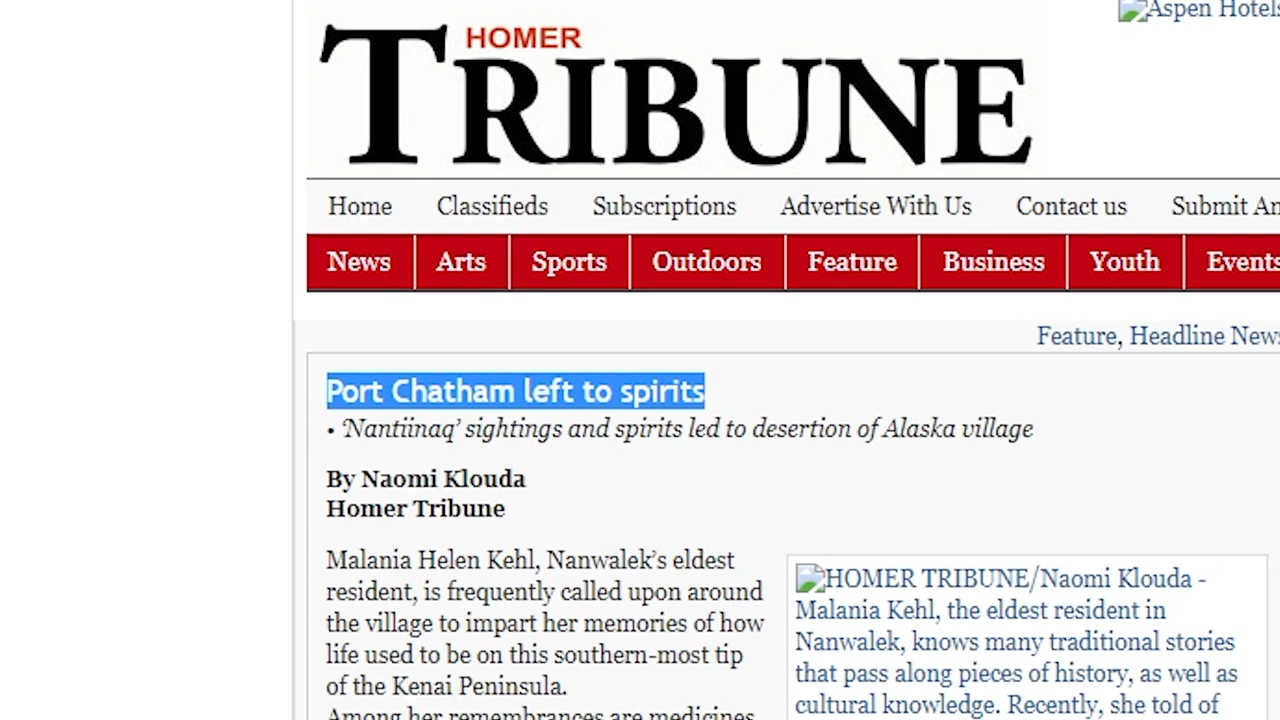 Aspen Hotels
HOMER
TRIBUNE
Home Classifieds Subscriptions Advertise With Us Contact us Submit An
News Arts Sports Outdoors Feature Business Youth Events
Feature, Headline News
Port Chatham left to spirits
• ‘Nantiinaq’ sightings and spirits led to desertion of Alaska village
By Naomi Klouda
Homer Tribune
Malania Helen Kehl, Nanwalek’s eldest
resident, is frequently called upon around
the village to impart her memories of how
life used to be on this southern-most tip
of the Kenai Peninsula.
Among her remembrances are medicines
HOMER TRIBUNE/Naomi Klouda -
Malania Kehl, the eldest resident in
Nanwalek, knows many traditional stories
that pass along pieces of history, as well as
cultural knowledge. Recently, she told of